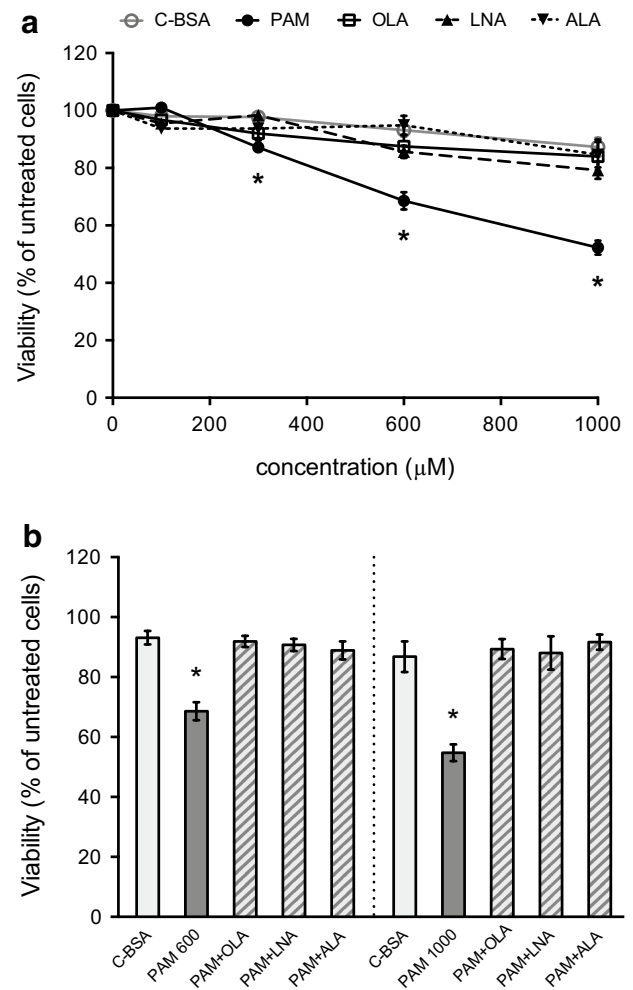 a
C-BSA PAM OLA LNA ALA
Viability (% of untreated cells)
120
100
80
60
40
20
0
*
*
*
0 200 400 600 800 1000
concentration (µM)
b
Viability (% of untreated cells)
120
100
80
60
40
20
0
*
*
C-BSA PAM 600 PAM+OLA PAM+LNA PAM+ALA C-BSA PAM 1000 PAM+OLA PAM+LNA PAM+ALA